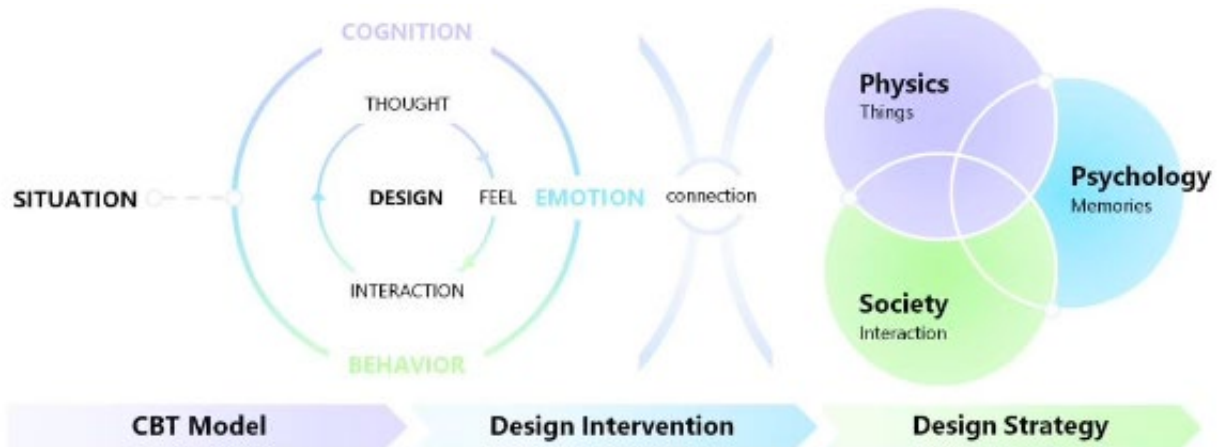 COGNITION
THOUGHT
SITUATION
DESIGN
FEEL
EMOTION
INTERACTION
BEHAVIOR
connection
Physics
Things
Psychology
Memories
Society
Interaction
CBT Model
Design Intervention
Design Strategy